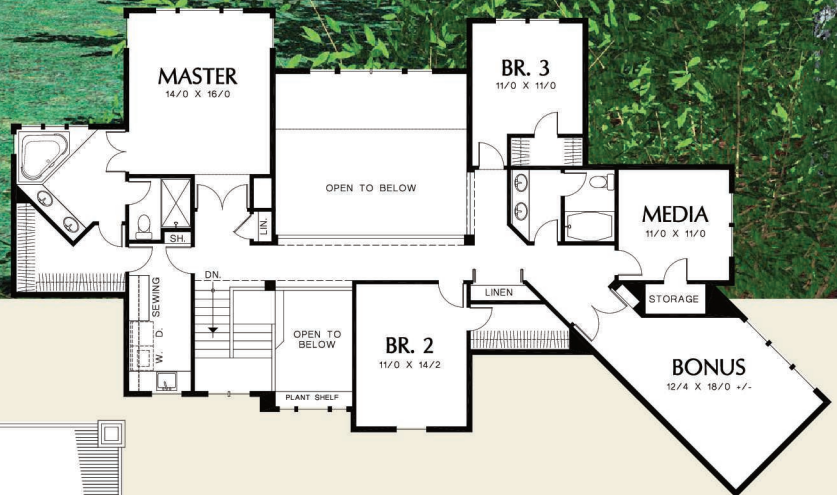 MASTER
14/0 X 16/0
BR. 3
11/0 X 11/0
OPEN TO BELOW
MEDIA
11/0 X 11/0
LIN.
SH.
DN.
SEWING
W. D.
LINEN
STORAGE
OPEN TO
BELOW
BR. 2
11/0 X 14/2
BONUS
12/4 X 18/0 +/-
PLANT SHELF